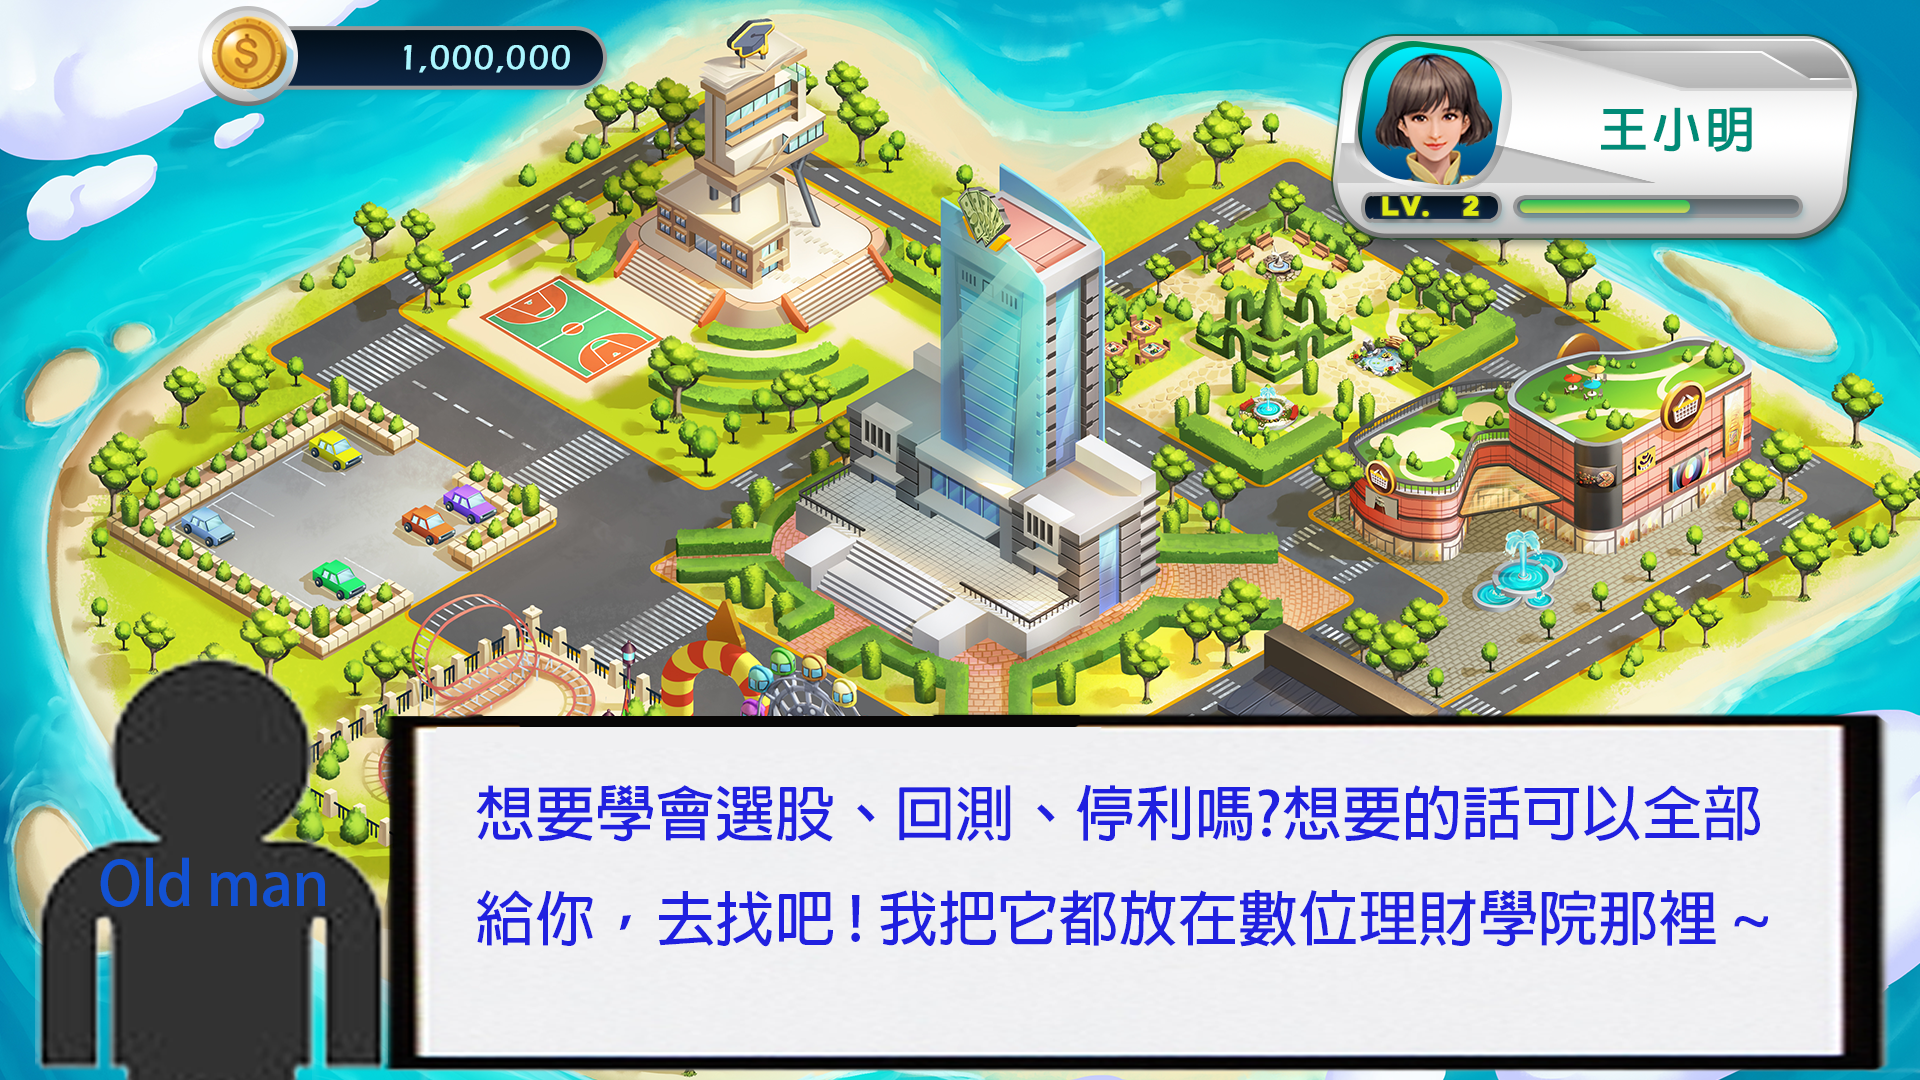 1,000,000
王小明
LV. 2
Old man
想要學會選股、回測、停利嗎?想要的話可以全部
給你，去找吧!我把它都放在數位理財學院那裡~